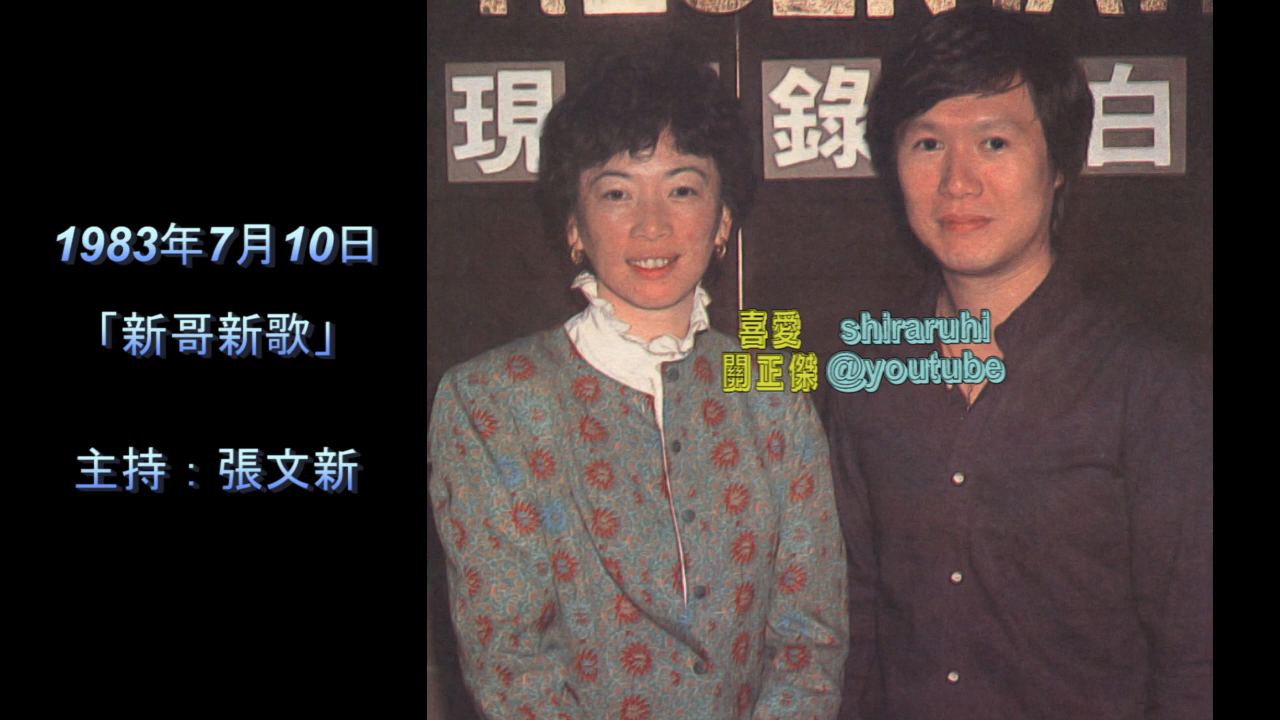 1983年7月10日
「新哥新歌」
主持：張文新
現
錄
白
喜愛
關正傑
shiraruhi
@youtube